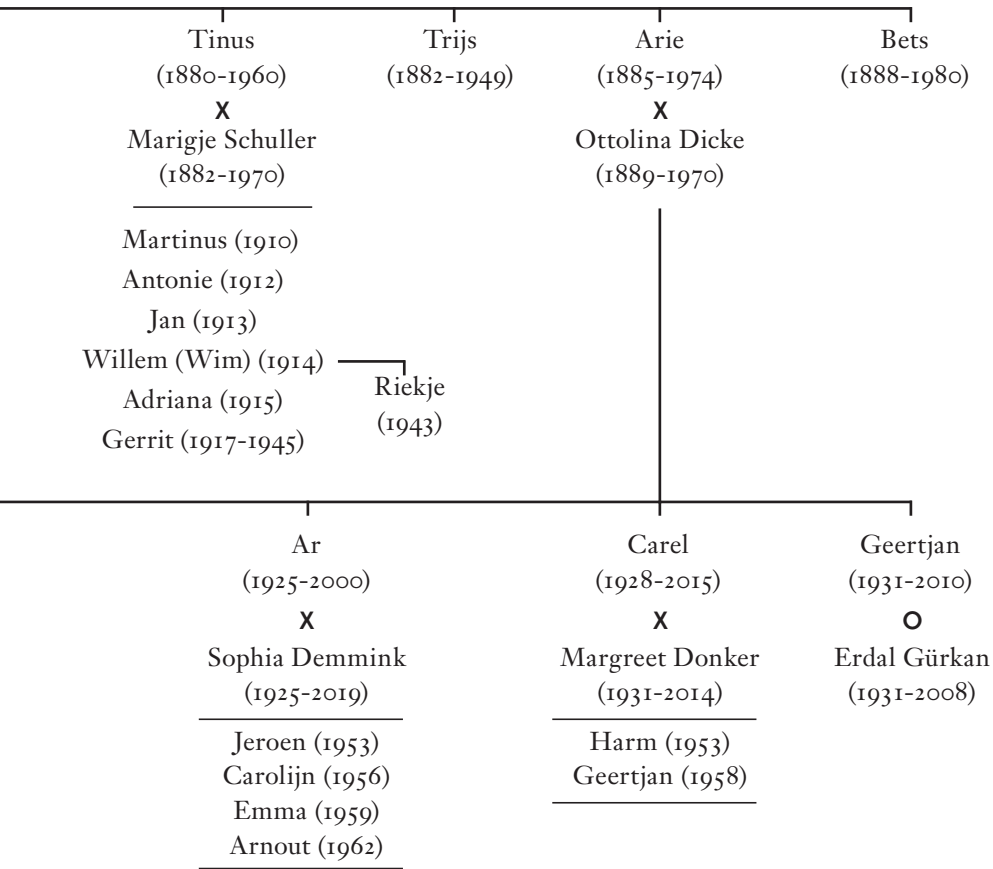 Tinus
(1880-1960)
X
Marigje Schuller
(1882-1970)
Martinus (1910)
Antonie (1912)
Jan (1913)
Willem (Wim) (1914)
Adriana (1915)
Gerrit (1917-1945)
Riekje
(1943)
Trijs
(1882-1949)
Arie
(1885-1974)
X
Ottolina Dicke
(1889-1970)
Bets
(1888-1980)
Ar
(1925-2000)
X
Sophia Demmink
(1925-2019)
Jeroen (1953)
Carolijn (1956)
Emma (1959)
Arnout (1962)
Carel
(1928-2015)
X
Margreet Donker
(1931-2014)
Harm (1953)
Geertjan (1958)
Geertjan
(1931-2010)
O
Erdal Gürkan
(1931-2008)